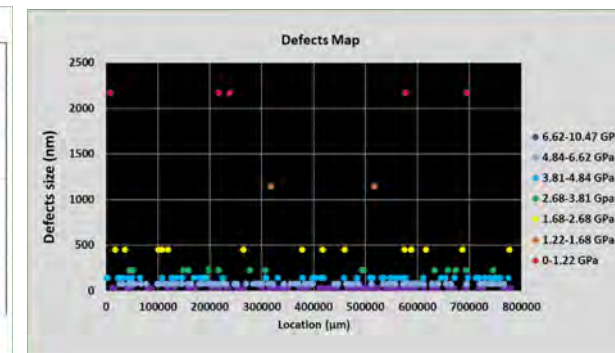 Defects Map
2500
2000
1500
1000
500
0
Defects size (nm)
0 100000 200000 300000 400000 500000 600000 700000 800000
Location (µm)
6.62-10.47 GP
4.84-6.62 GPa
3.81-4.84 GPa
2.68-3.81 Gpa
1.68-2.68 GPa
1.22-1.68 GPa
0-1.22 GPa